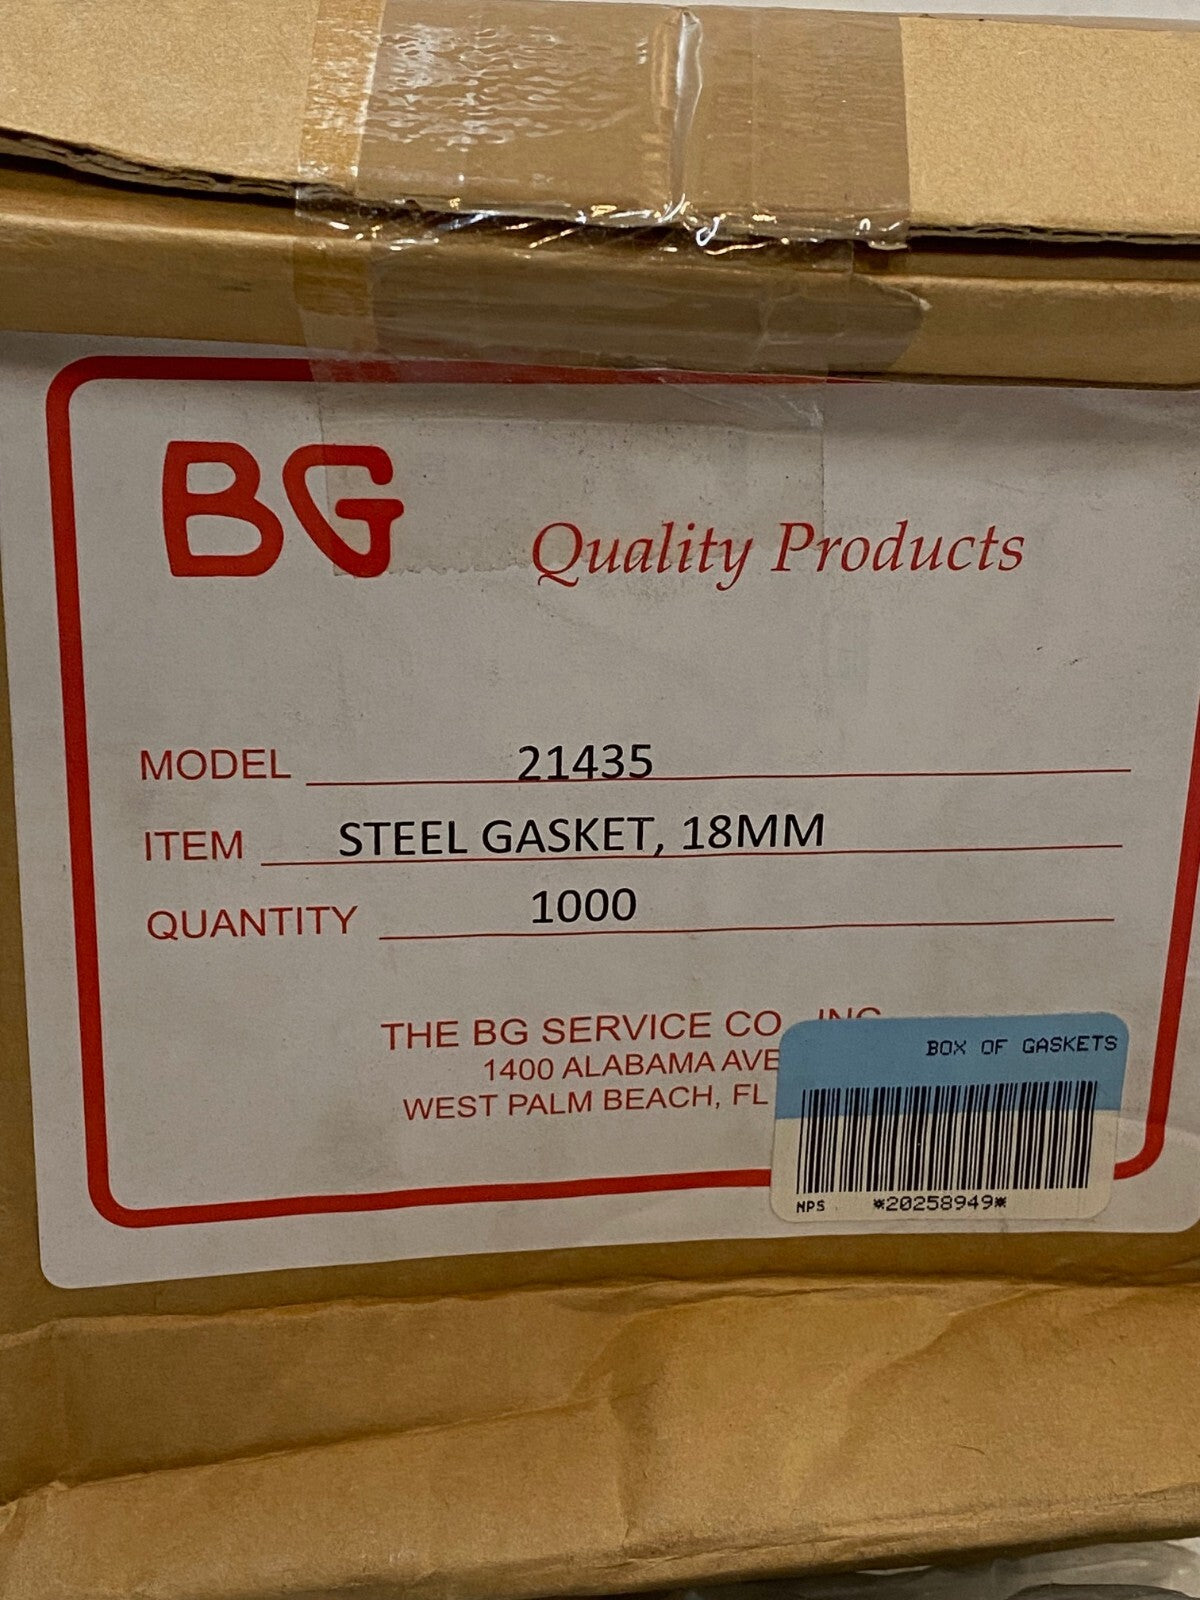 BG
Quality Products
MODEL 21435
ITEM STEEL GASKET, 18MM
QUANTITY 1000
THE BG SERVICE CO., INC.
1400 ALABAMA AVE
WEST PALM BEACH, FL
BOX OF GASKETS
NPS *20258949*